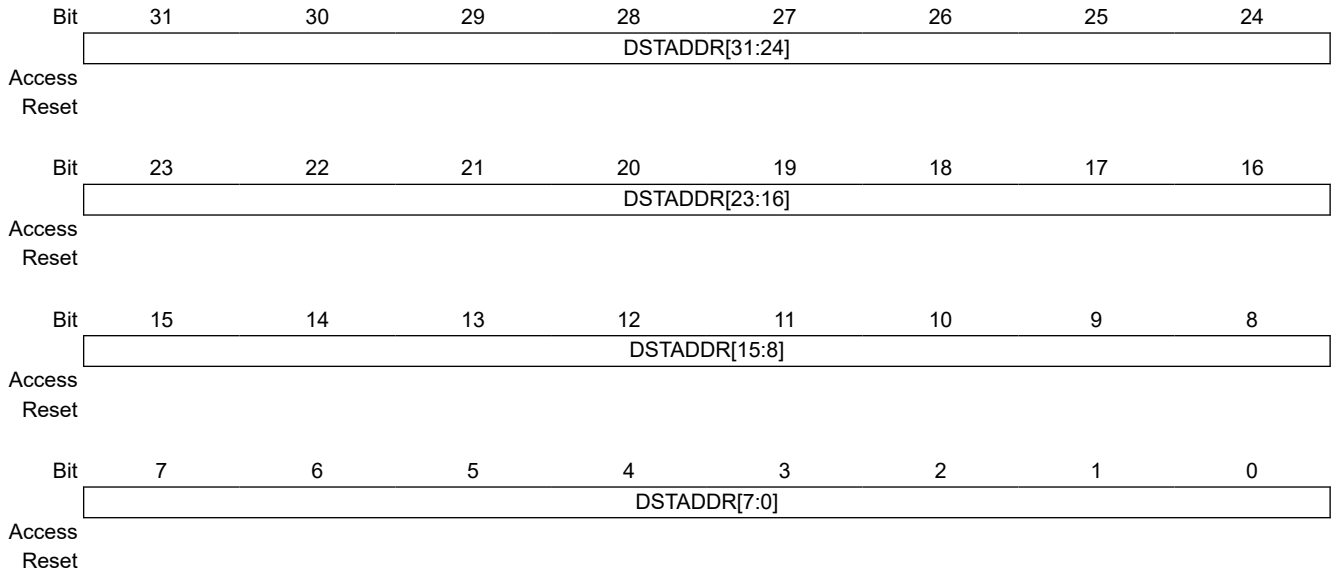 Bit 31 30 29 28 27 26 25 24
DSTADDR[31:24]
Access
Reset
Bit 23 22 21 20 19 18 17 16
DSTADDR[23:16]
Access
Reset
Bit 15 14 13 12 11 10 9 8
DSTADDR[15:8]
Access
Reset
Bit 7 6 5 4 3 2 1 0
DSTADDR[7:0]
Access
Reset